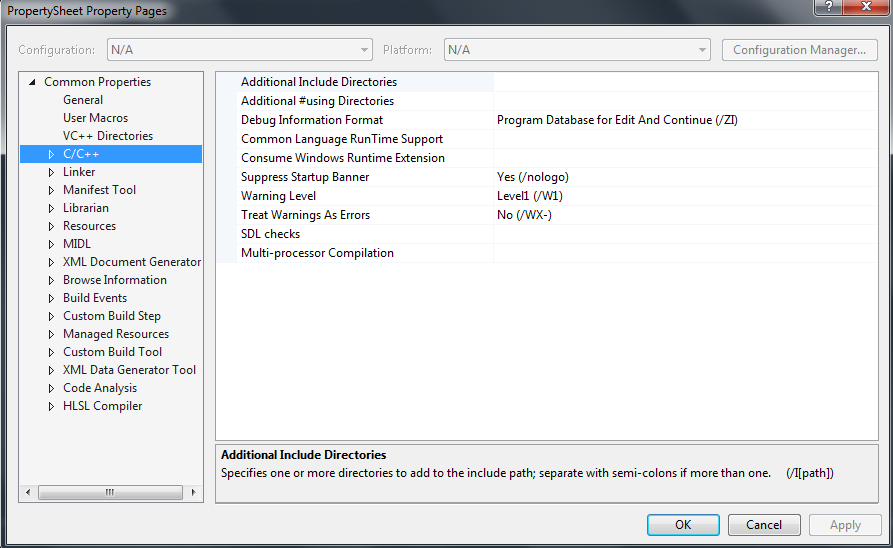 PropertySheet Property Pages
Configuration: N/A Platform: N/A Configuration Manager...
Common Properties
General
User Macros
VC++ Directories
C/C++
Linker
Manifest Tool
Librarian
Resources
MIDL
XML Document Generator
Browse Information
Build Events
Custom Build Step
Managed Resources
Custom Build Tool
XML Data Generator Tool
Code Analysis
HLSL Compiler
Additional Include Directories
Additional #using Directories
Debug Information Format Program Database for Edit And Continue (/ZI)
Common Language RunTime Support
Consume Windows Runtime Extension
Suppress Startup Banner Yes (/nologo)
Warning Level Level1 (/W1)
Treat Warnings As Errors No (/WX-)
SDL checks
Multi-processor Compilation
Additional Include Directories
Specifies one or more directories to add to the include path; separate with semi-colons if more than one. (/I[path])
OK Cancel Apply